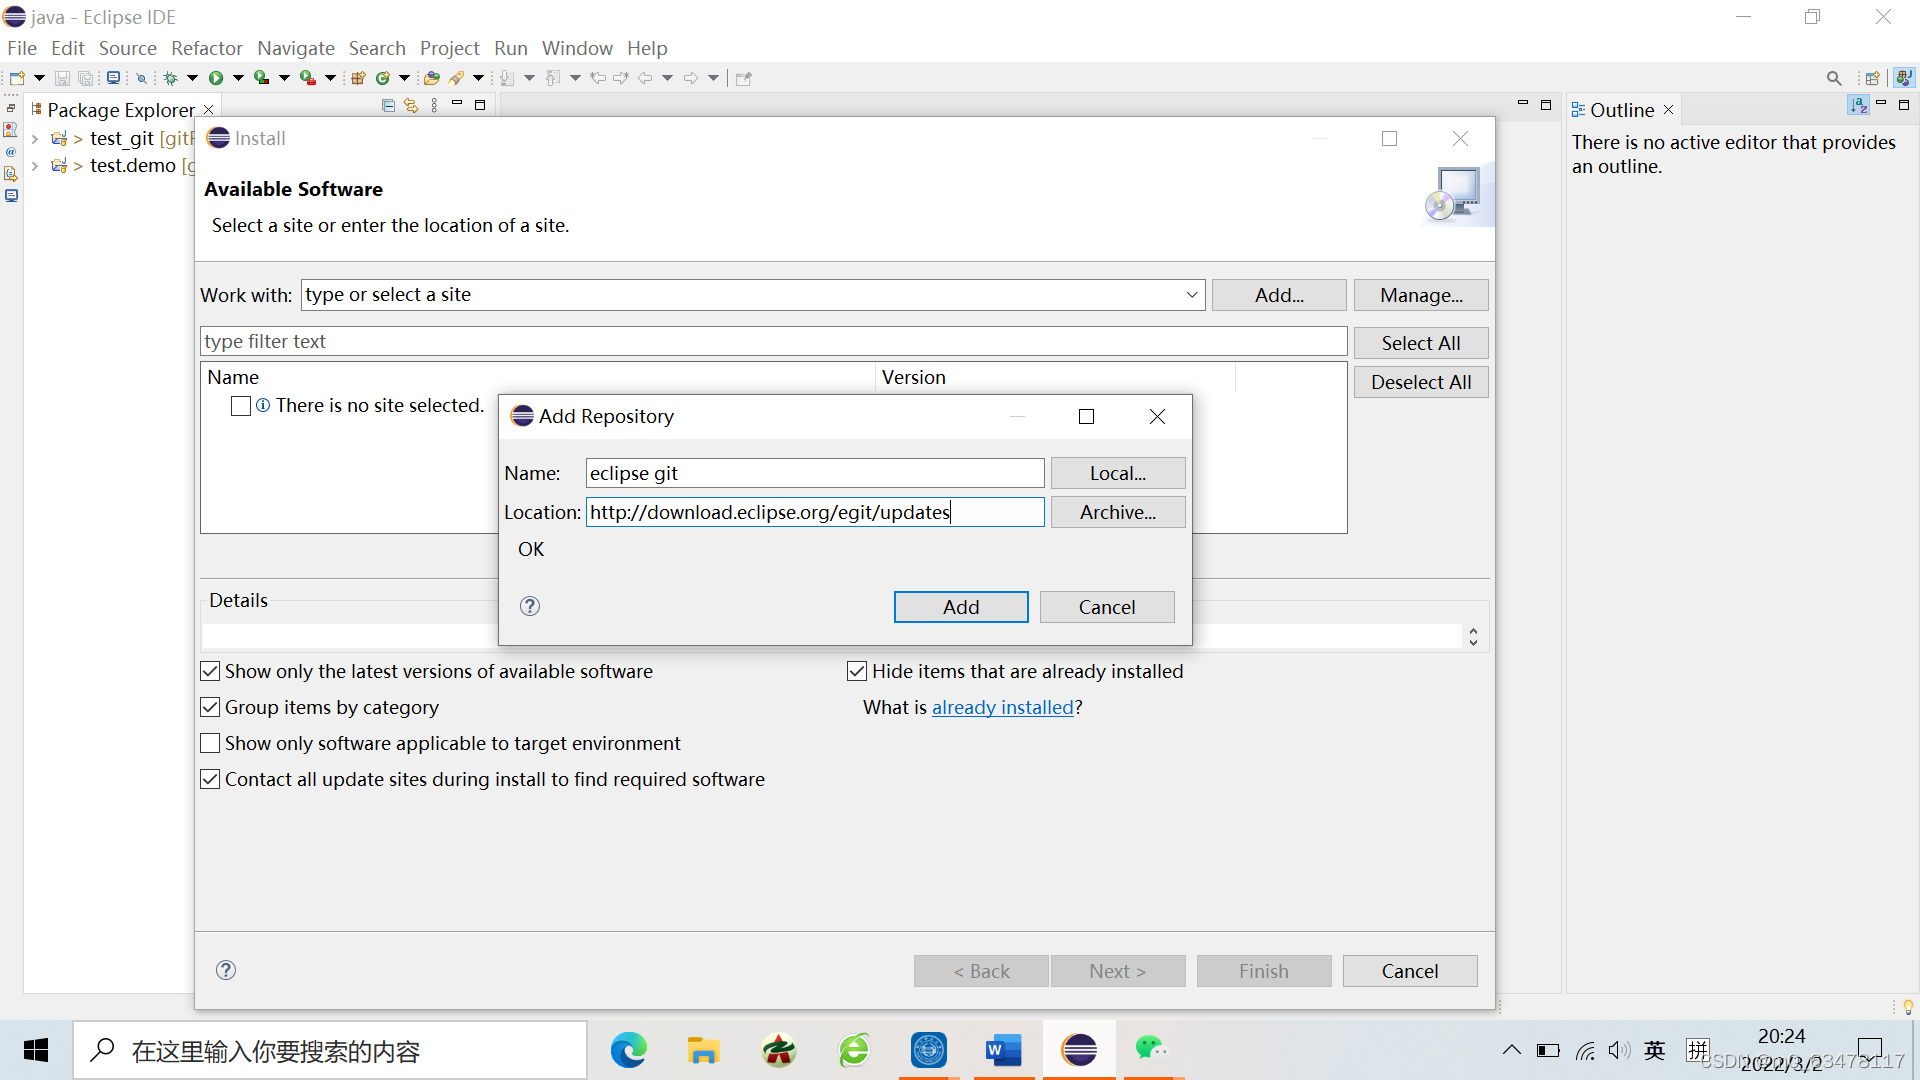 java - Eclipse IDE
File Edit Source Refactor Navigate Search Project Run Window Help
Package Explorer
Outline
test_git
test.demo
There is no active editor that provides
an outline.
Install
Available Software
Select a site or enter the location of a site.
Work with: type or select a site
Add...
Manage...
type filter text
Select All
Deselect All
Name
Version
There is no site selected.
Add Repository
Name: eclipse git
Local...
Location: http://download.eclipse.org/egit/updates
Archive...
OK
Add
Cancel
Details
Show only the latest versions of available software
Hide items that are already installed
Group items by category
What is already installed?
Show only software applicable to target environment
Contact all update sites during install to find required software
< Back
Next >
Finish
Cancel
在这里输入你要搜索的内容
英
拼
20:24
2022/3/2